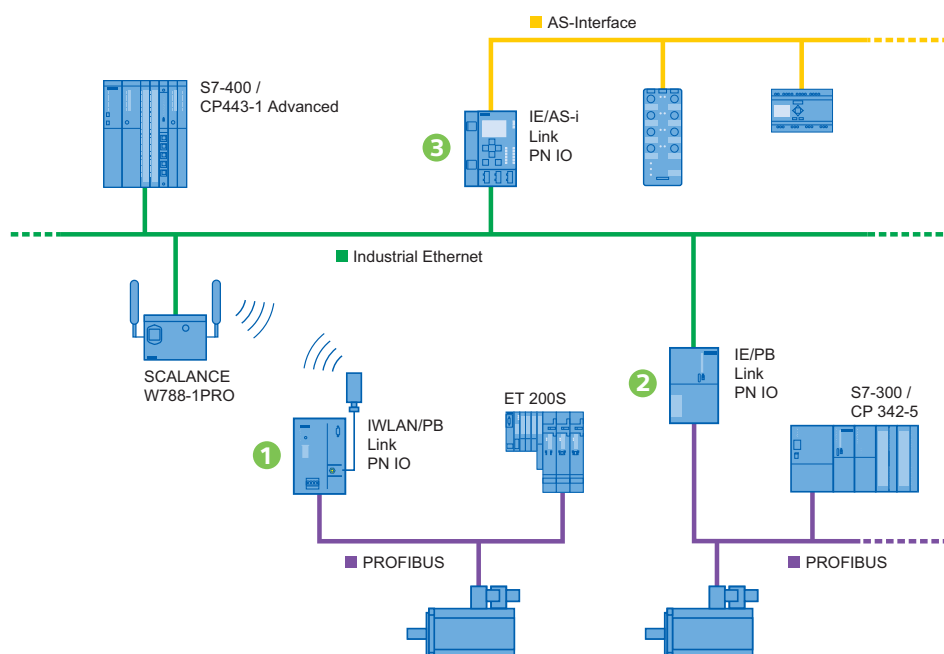 AS-Interface
S7-400 /
CP443-1 Advanced
IE/AS-i
Link
PN IO
3
Industrial Ethernet
SCALANCE
W788-1PRO
IWLAN/PB
Link
PN IO
1
ET 200S
IE/PB
Link
PN IO
2
S7-300 /
CP 342-5
PROFIBUS
PROFIBUS